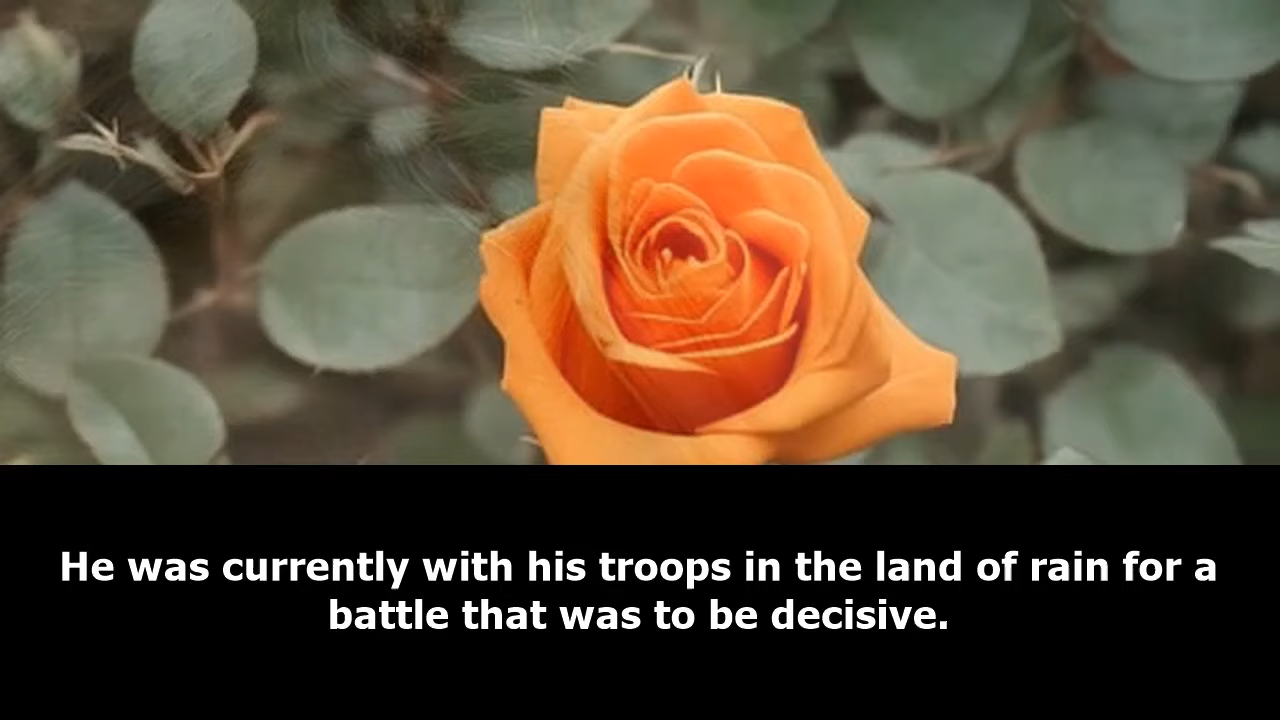 He was currently with his troops in the land of rain for a
battle that was to be decisive.